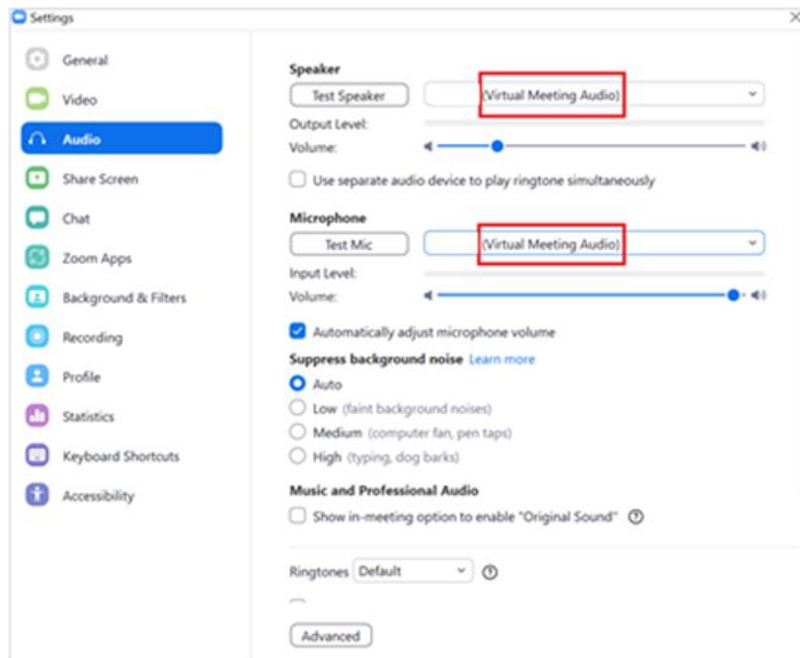 Settings
General
Video
Audio
Share Screen
Chat
Zoom Apps
Background & Filters
Recording
Profile
Statistics
Keyboard Shortcuts
Accessibility
Speaker
Test Speaker (Virtual Meeting Audio)
Output Level:
Volume:
Use separate audio device to play ringtone simultaneously
Microphone
Test Mic (Virtual Meeting Audio)
Input Level:
Volume:
Automatically adjust microphone volume
Suppress background noise Learn more
Auto
Low (faint background noises)
Medium (computer fan, pen taps)
High (typing, dog barks)
Music and Professional Audio
Show in-meeting option to enable "Original Sound" ?
Ringtones Default ?
Advanced